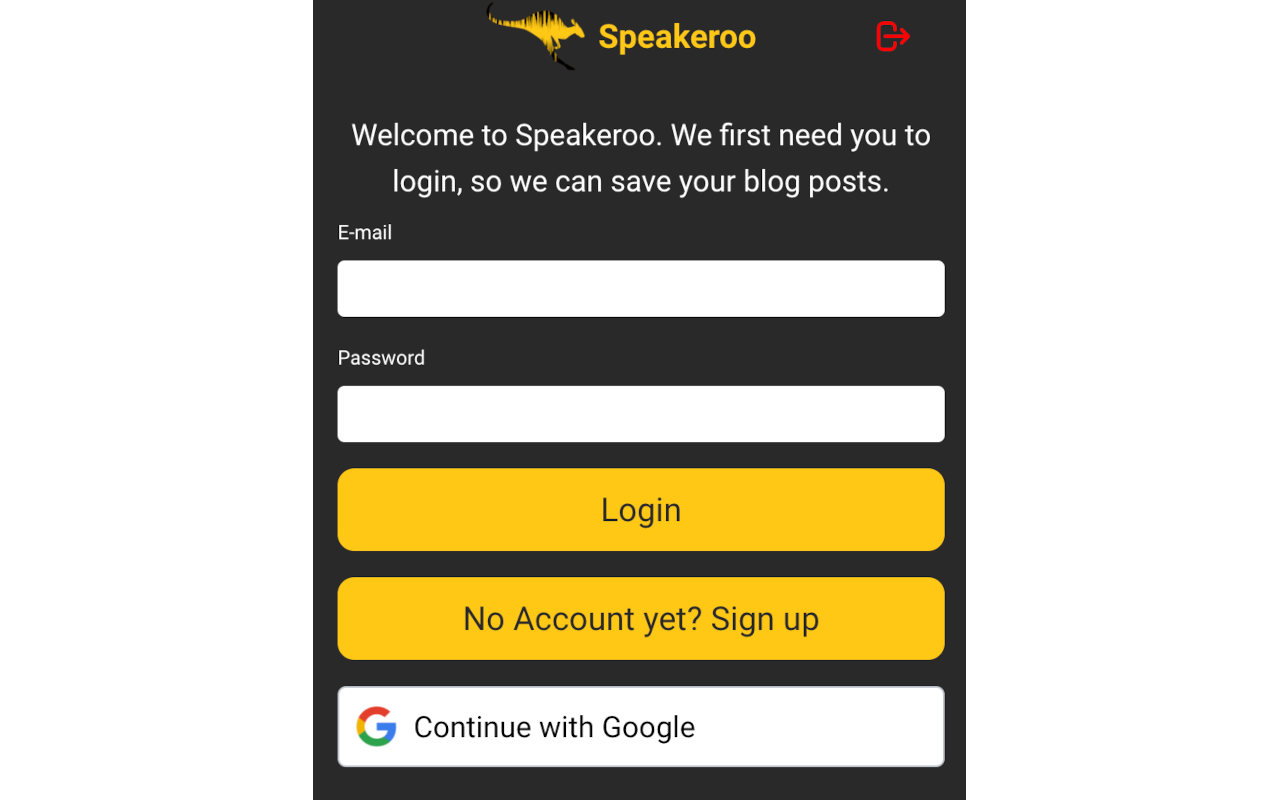 Speakeroo
Welcome to Speakeroo. We first need you to
login, so we can save your blog posts.
E-mail
Password
Login
No Account yet? Sign up
Continue with Google